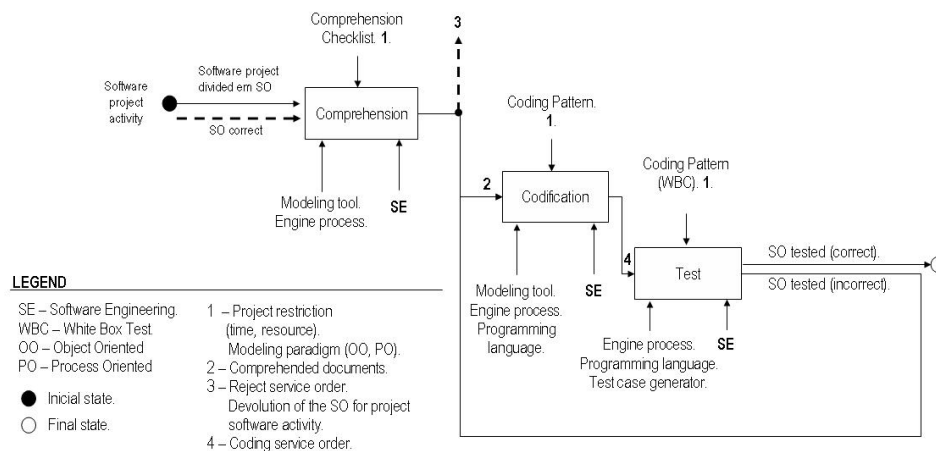 Comprehension
Checklist. 1.
3
Software project
divided em SO
Software
project
activity
SO correct
Comprehension
Modeling tool.
Engine process.
SE
Coding Pattern.
1.
2
Codification
Coding Pattern
(WBC). 1.
4
Test
SO tested (correct).
SO tested (incorrect).
Modeling tool.
Engine process.
Programming
language.
SE
Engine process.
Programming language.
Test case generator.
SE
LEGEND
SE – Software Engineering.
WBC – White Box Test.
OO – Object Oriented
PO – Process Oriented
Inicial state.
Final state.
1 – Project restriction
(time, resource).
Modeling paradigm (OO, PO).
2 – Comprehended documents.
3 – Reject service order.
Devolution of the SO for project
software activity.
4 – Coding service order.